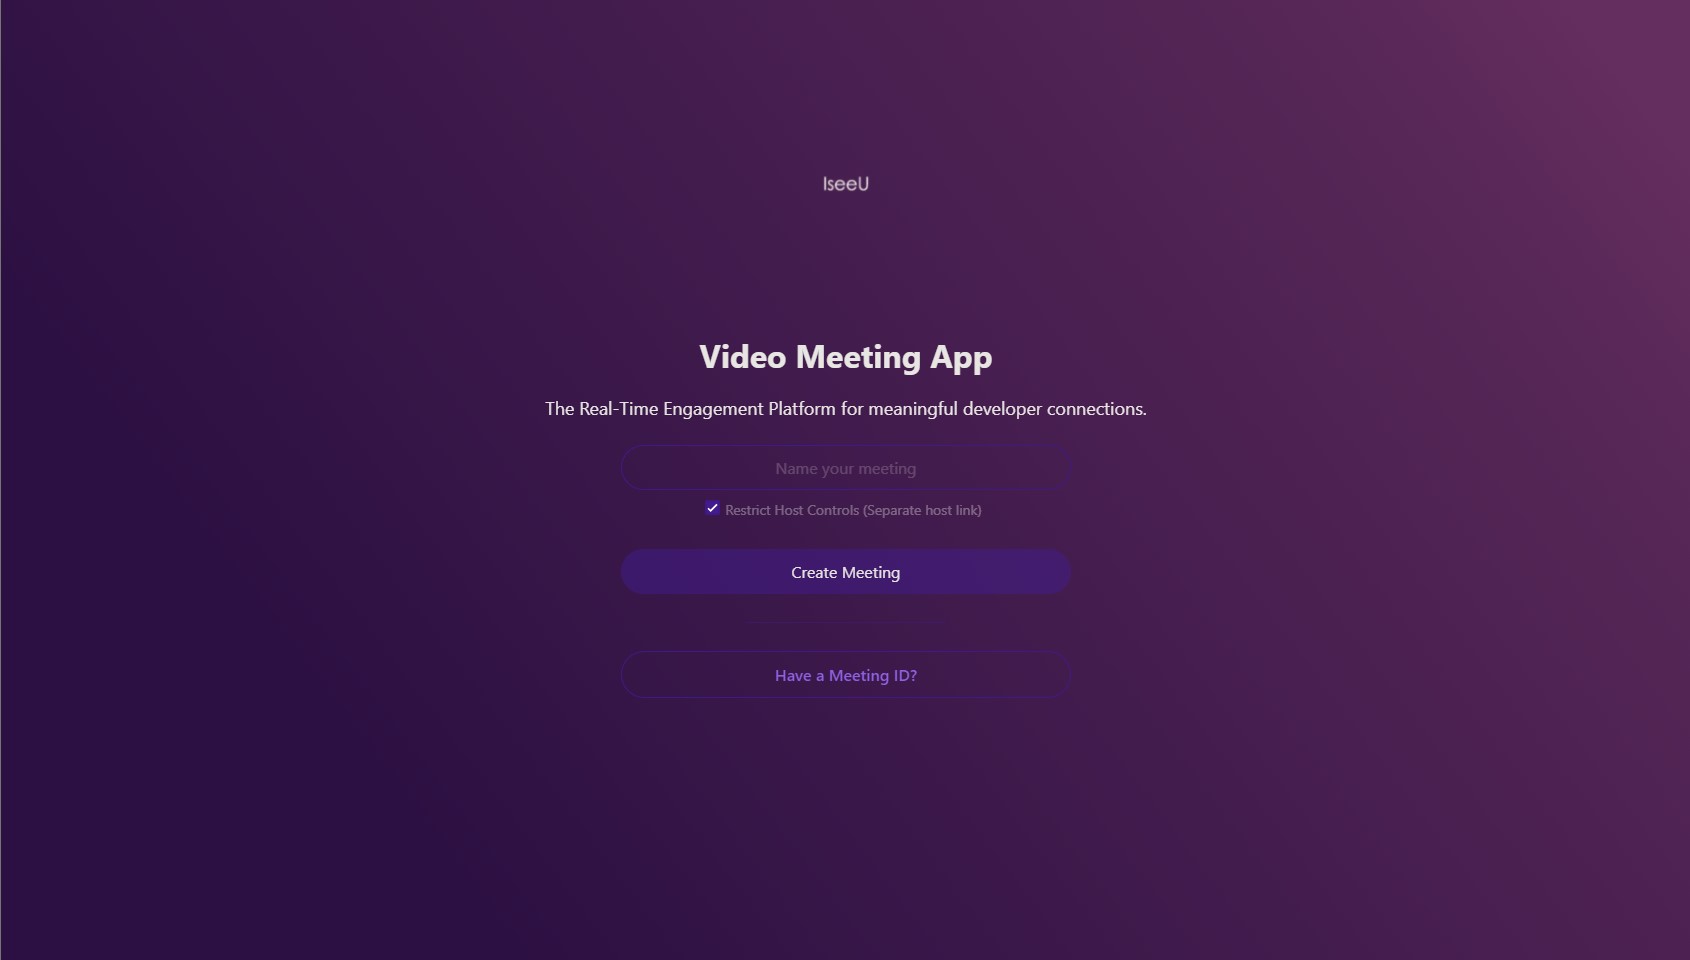 IseeU
Video Meeting App
The Real-Time Engagement Platform for meaningful developer connections.
Name your meeting
Restrict Host Controls (Separate host link)
Create Meeting
Have a Meeting ID?